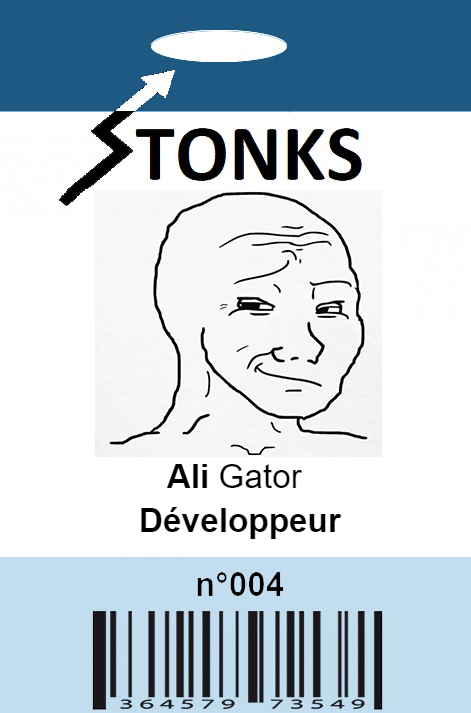 STONKS
Ali Gator
Développeur
n°004
364579 73549